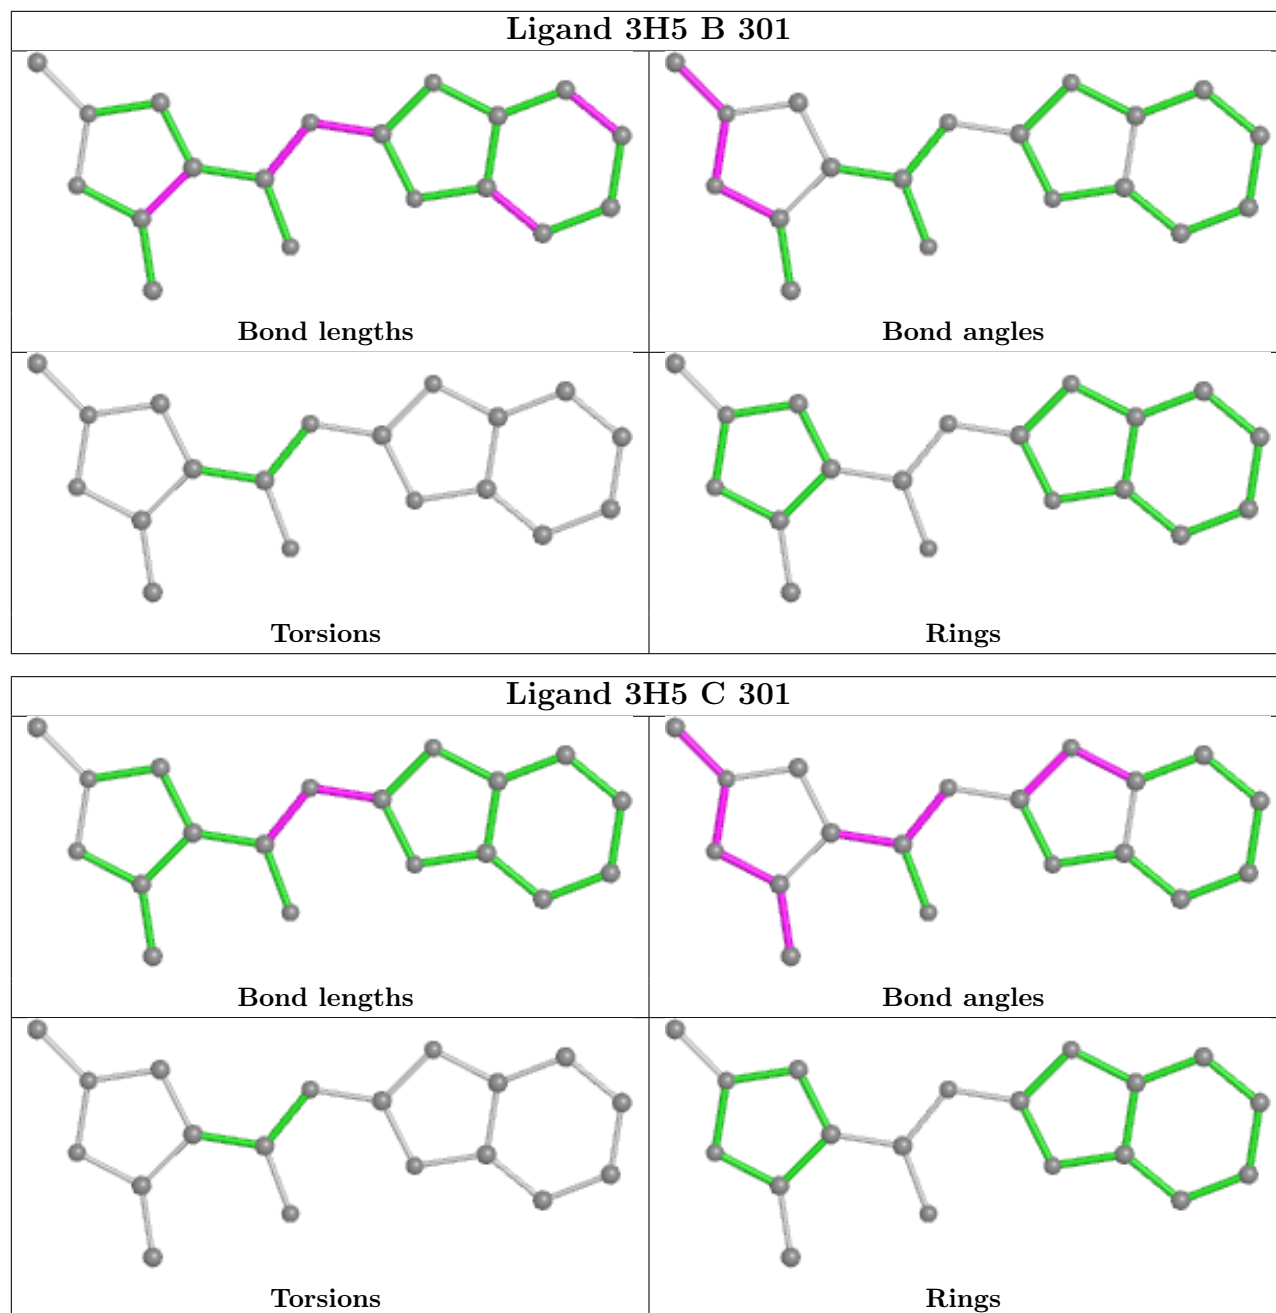 Ligand 3H5 B 301
Bond lengths
Bond angles
Torsions
Rings
Ligand 3H5 C 301
Bond lengths
Bond angles
Torsions
Rings